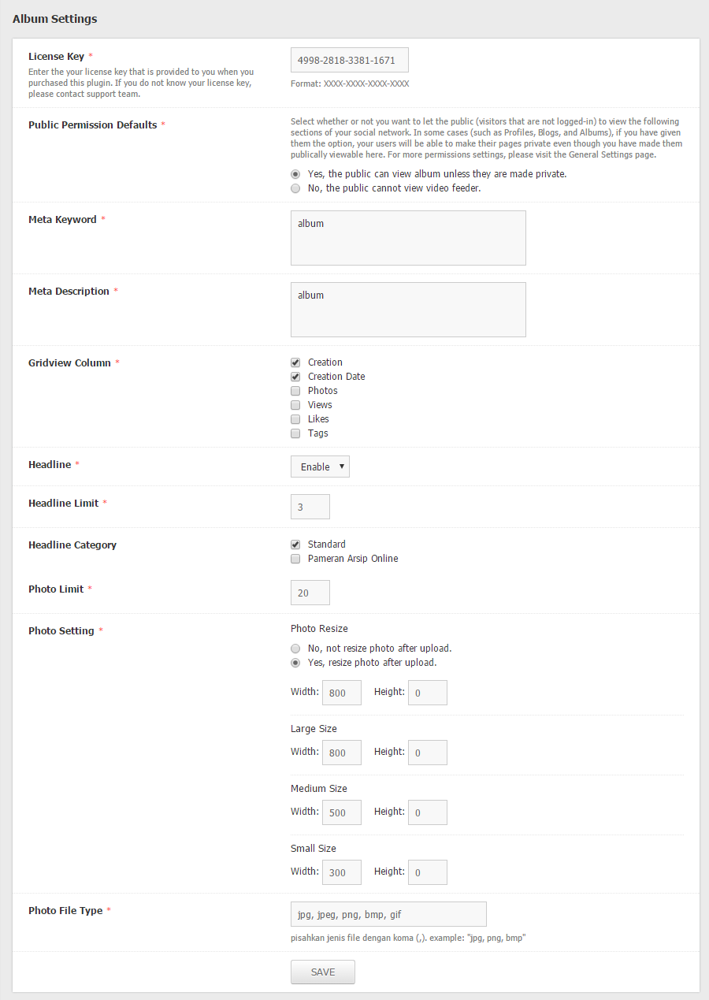 Album Settings
License Key *
Enter the your license key that is provided to you when you
purchased this plugin. If you do not know your license key,
please contact support team.
4998-2818-3381-1671
Format: XXXX-XXXX-XXXX-XXXX
Public Permission Defaults *
Select whether or not you want to let the public (visitors that are not logged-in) to view the following
sections of your social network. In some cases (such as Profiles, Blogs, and Albums), if you have given
them the option, your users will be able to make their pages private even though you have made them
publically viewable here. For more permissions settings, please visit the General Settings page.
Yes, the public can view album unless they are made private.
No, the public cannot view video feeder.
Meta Keyword *
album
Meta Description *
album
Gridview Column *
Creation
Creation Date
Photos
Views
Likes
Tags
Headline *
Enable
Headline Limit *
3
Headline Category
Standard
Pameran Arsip Online
Photo Limit *
20
Photo Setting *
Photo Resize
No, not resize photo after upload.
Yes, resize photo after upload.
Width: 800 Height: 0
Large Size
Width: 800 Height: 0
Medium Size
Width: 500 Height: 0
Small Size
Width: 300 Height: 0
Photo File Type *
jpg, jpeg, png, bmp, gif
pisahkan jenis file dengan koma (,). example: "jpg, png, bmp"
SAVE